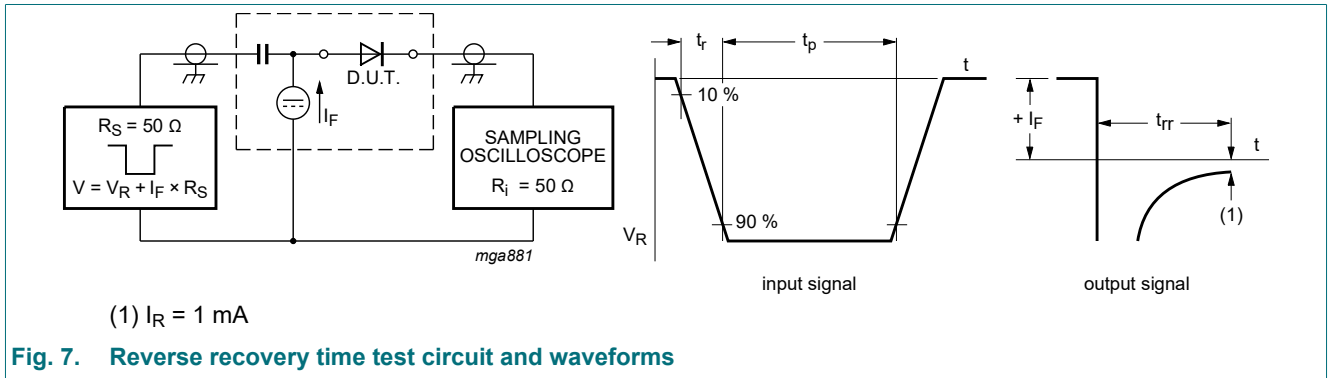 R_S = 50 Ω
V = V_R + I_F × R_S
D.U.T.
I_F
SAMPLING
OSCILLOSCOPE
R_i = 50 Ω
mga881
t_r
t_p
t
10 %
90 %
V_R
input signal
+ I_F
t_rr
t
(1)
output signal
(1) I_R = 1 mA
Fig. 7. Reverse recovery time test circuit and waveforms